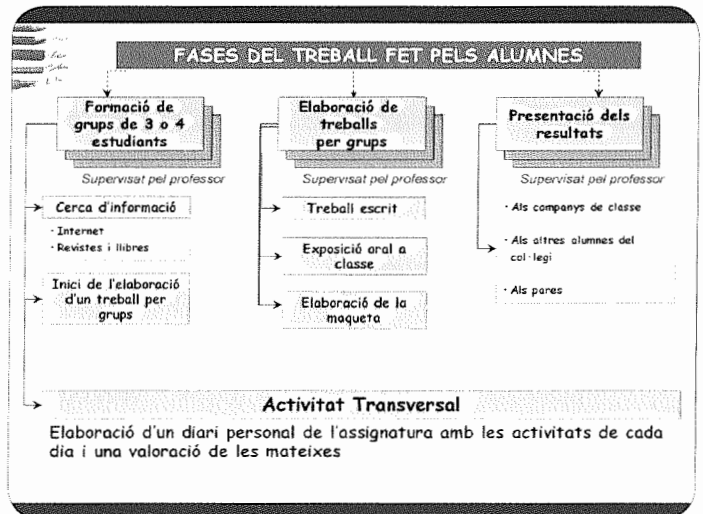 FASES DEL TREBALL FET PELS ALUMNES
Formació de
grups de 3 o 4
estudiants
Supervisat pel professor
Cerca d'informació
· Internet
· Revistes i llibres
Inici de l'elaboració
d'un treball per
grups
Elaboració de
treballs
per grups
Supervisat pel professor
Treball escrit
Exposició oral a
classe
Elaboració de la
maqueta
Presentació dels
resultats
Supervisat pel professor
· Als companys de classe
· Als altres alumnes del
col·legi
· Als pares
Activitat Transversal
Elaboració d'un diari personal de l'assignatura amb les activitats de cada
dia i una valoració de les mateixes